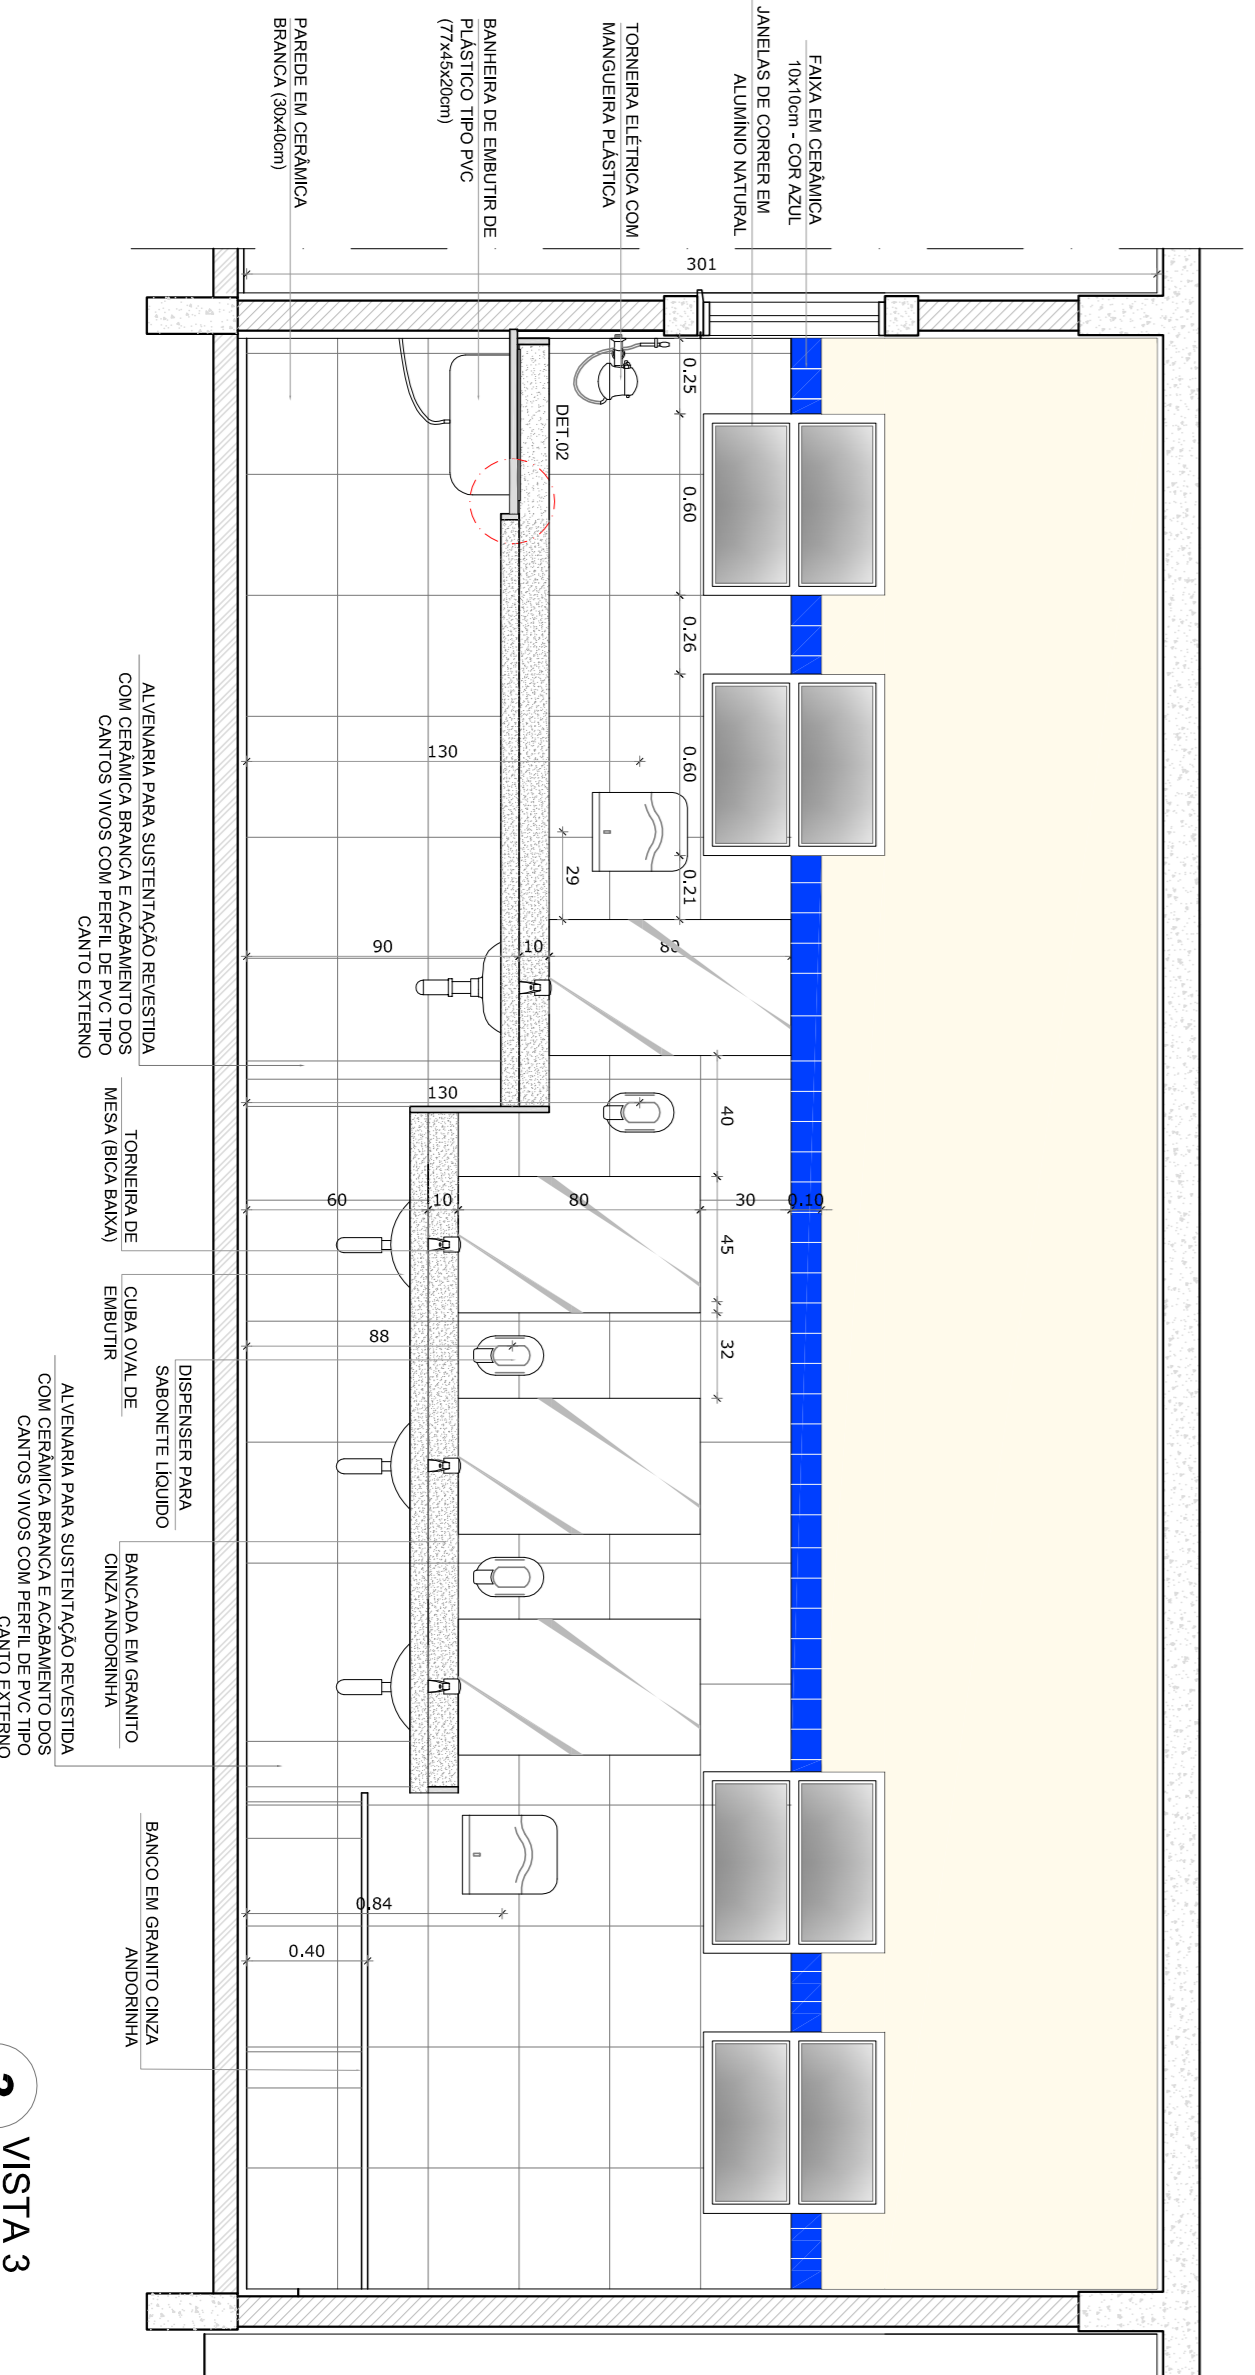 FAIXA EM CERÂMICA
10x10cm - COR AZUL
JANELAS DE CORRER EM
ALUMÍNIO NATURAL
TORNEIRA ELÉTRICA COM
MANGUEIRA PLÁSTICA
BANHEIRA DE EMBUTIR DE
PLÁSTICO TIPO PVC
(77x45x20cm)
PAREDE EM CERÂMICA
BRANCA (30x40cm)
301
0.25
0.60
0.26
0.60
0.21
DET.02
130
29
90
10
80
130
40
45
32
60
10
80
30
0.10
88
0.84
0.40
ALVENARIA PARA SUSTENTAÇÃO REVESTIDA
COM CERÂMICA BRANCA E ACABAMENTO DOS
CANTOS VIVOS COM PERFIL DE PVC TIPO
CANTO EXTERNO
TORNEIRA DE
MESA (BICA BAIXA)
CUBA OVAL DE
EMBUTIR
DISPENSER PARA
SABONETE LÍQUIDO
ALVENARIA PARA SUSTENTAÇÃO REVESTIDA
COM CERÂMICA BRANCA E ACABAMENTO DOS
CANTOS VIVOS COM PERFIL DE PVC TIPO
CANTO EXTERNO
BANCADA EM GRANITO
CINZA ANDORINHA
BANCO EM GRANITO CINZA
ANDORINHA
VISTA 3